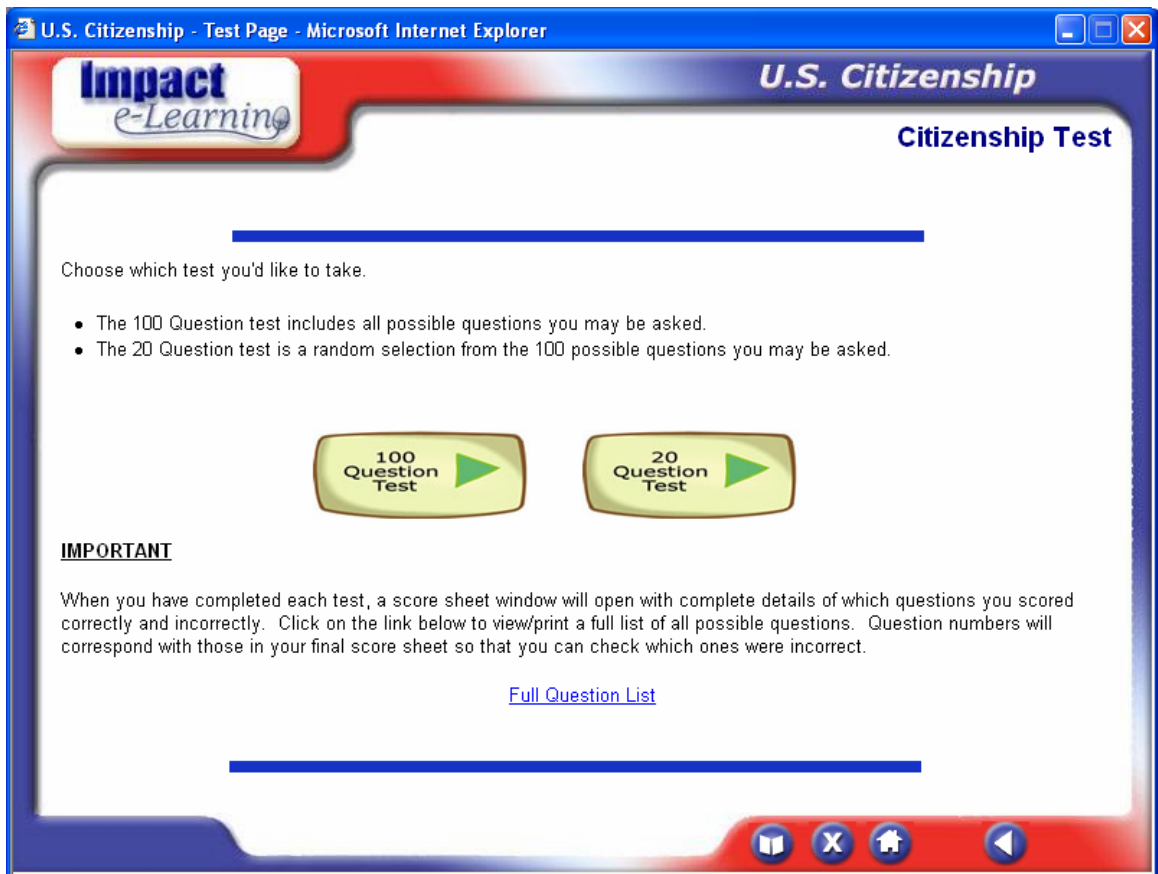 U.S. Citizenship - Test Page - Microsoft Internet Explorer
Impact
e-Learning
U.S. Citizenship
Citizenship Test
Choose which test you'd like to take.
• The 100 Question test includes all possible questions you may be asked.
• The 20 Question test is a random selection from the 100 possible questions you may be asked.
100
Question
Test
20
Question
Test
IMPORTANT
When you have completed each test, a score sheet window will open with complete details of which questions you scored
correctly and incorrectly.  Click on the link below to view/print a full list of all possible questions.  Question numbers will
correspond with those in your final score sheet so that you can check which ones were incorrect.
Full Question List
X